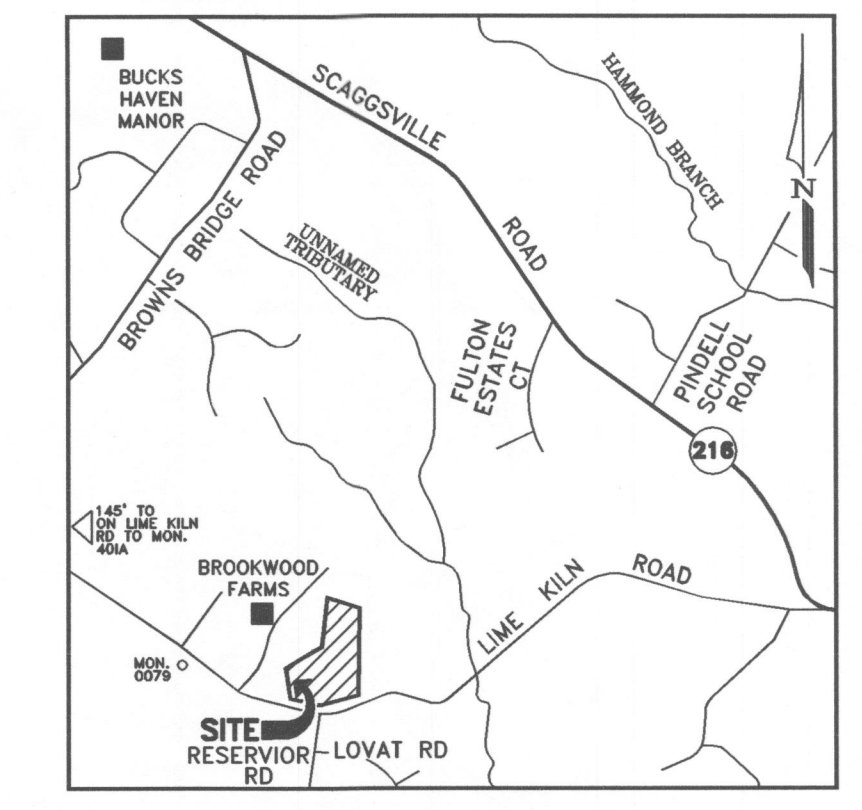 BUCKS
HAVEN
MANOR
SCAGGSVILLE
ROAD
HAMMOND BRANCH
N
BROWNS BRIDGE ROAD
UNNAMED
TRIBUTARY
FULTON
ESTATES
CT
PINDELL
SCHOOL
ROAD
216
145' TO
ON LIME KILN
RD TO MON.
401A
BROOKWOOD
FARMS
LIME KILN ROAD
MON.
0079
SITE
RESERVIOR
RD
LOVAT RD